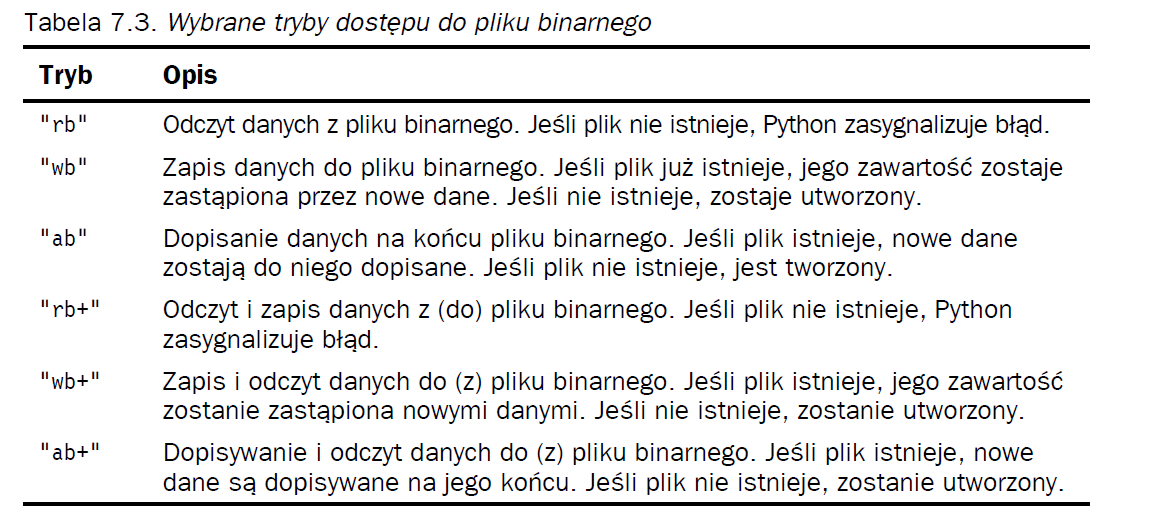 Tabela 7.3. Wybrane tryby dostępu do pliku binarnego
Tryb Opis
"rb" Odczyt danych z pliku binarnego. Jeśli plik nie istnieje, Python zasygnalizuje błąd.
"wb" Zapis danych do pliku binarnego. Jeśli plik już istnieje, jego zawartość zostaje
zastąpiona przez nowe dane. Jeśli nie istnieje, zostaje utworzony.
"ab" Dopisanie danych na końcu pliku binarnego. Jeśli plik istnieje, nowe dane
zostają do niego dopisane. Jeśli plik nie istnieje, jest tworzony.
"rb+" Odczyt i zapis danych z (do) pliku binarnego. Jeśli plik nie istnieje, Python
zasygnalizuje błąd.
"wb+" Zapis i odczyt danych do (z) pliku binarnego. Jeśli plik istnieje, jego zawartość
zostanie zastąpiona nowymi danymi. Jeśli nie istnieje, zostanie utworzony.
"ab+" Dopisywanie i odczyt danych do (z) pliku binarnego. Jeśli plik istnieje, nowe
dane są dopisywane na jego końcu. Jeśli plik nie istnieje, zostanie utworzony.